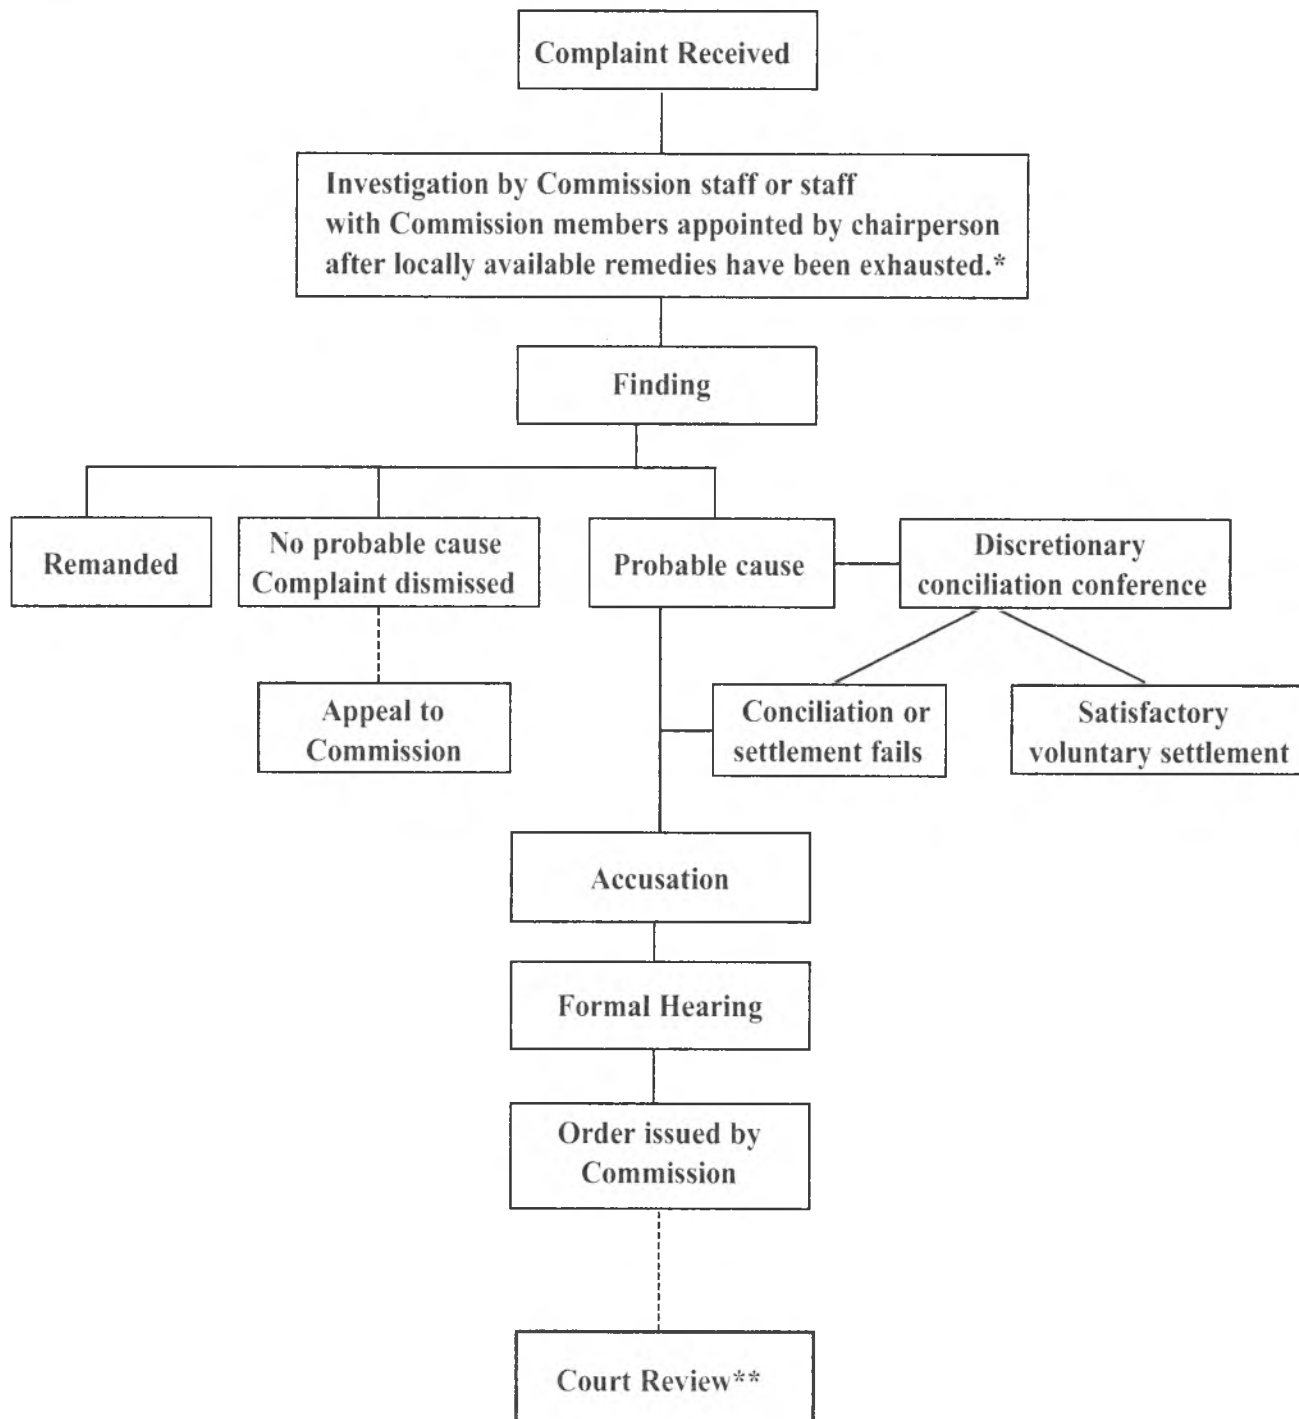 Complaint Received
Investigation by Commission staff or staff
with Commission members appointed by chairperson
after locally available remedies have been exhausted.*
Finding
Remanded
No probable cause
Complaint dismissed
Probable cause
Discretionary
conciliation conference
Appeal to
Commission
Conciliation or
settlement fails
Satisfactory
voluntary settlement
Accusation
Formal Hearing
Order issued by
Commission
Court Review**